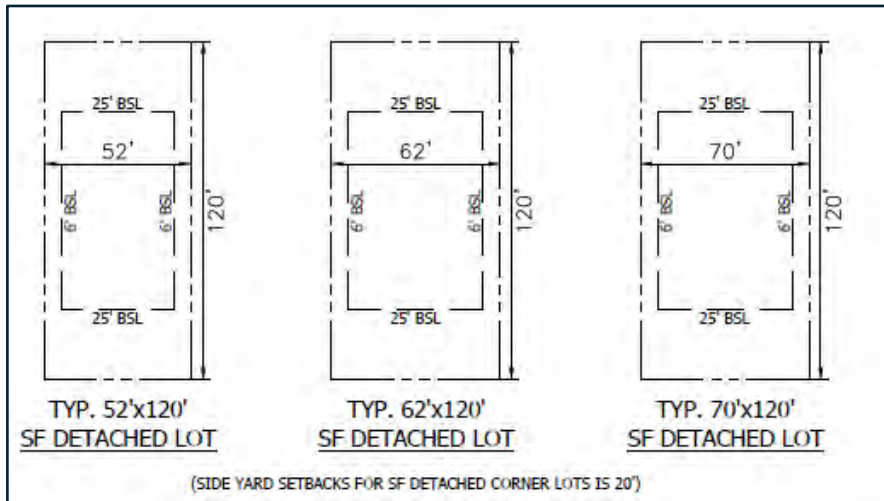 25' BSL
52'
6' BSL
6' BSL
120'
25' BSL
TYP. 52'x120'
SF DETACHED LOT
25' BSL
62'
6' BSL
6' BSL
120'
25' BSL
TYP. 62'x120'
SF DETACHED LOT
25' BSL
70'
6' BSL
6' BSL
120'
25' BSL
TYP. 70'x120'
SF DETACHED LOT
(SIDE YARD SETBACKS FOR SF DETACHED CORNER LOTS IS 20')